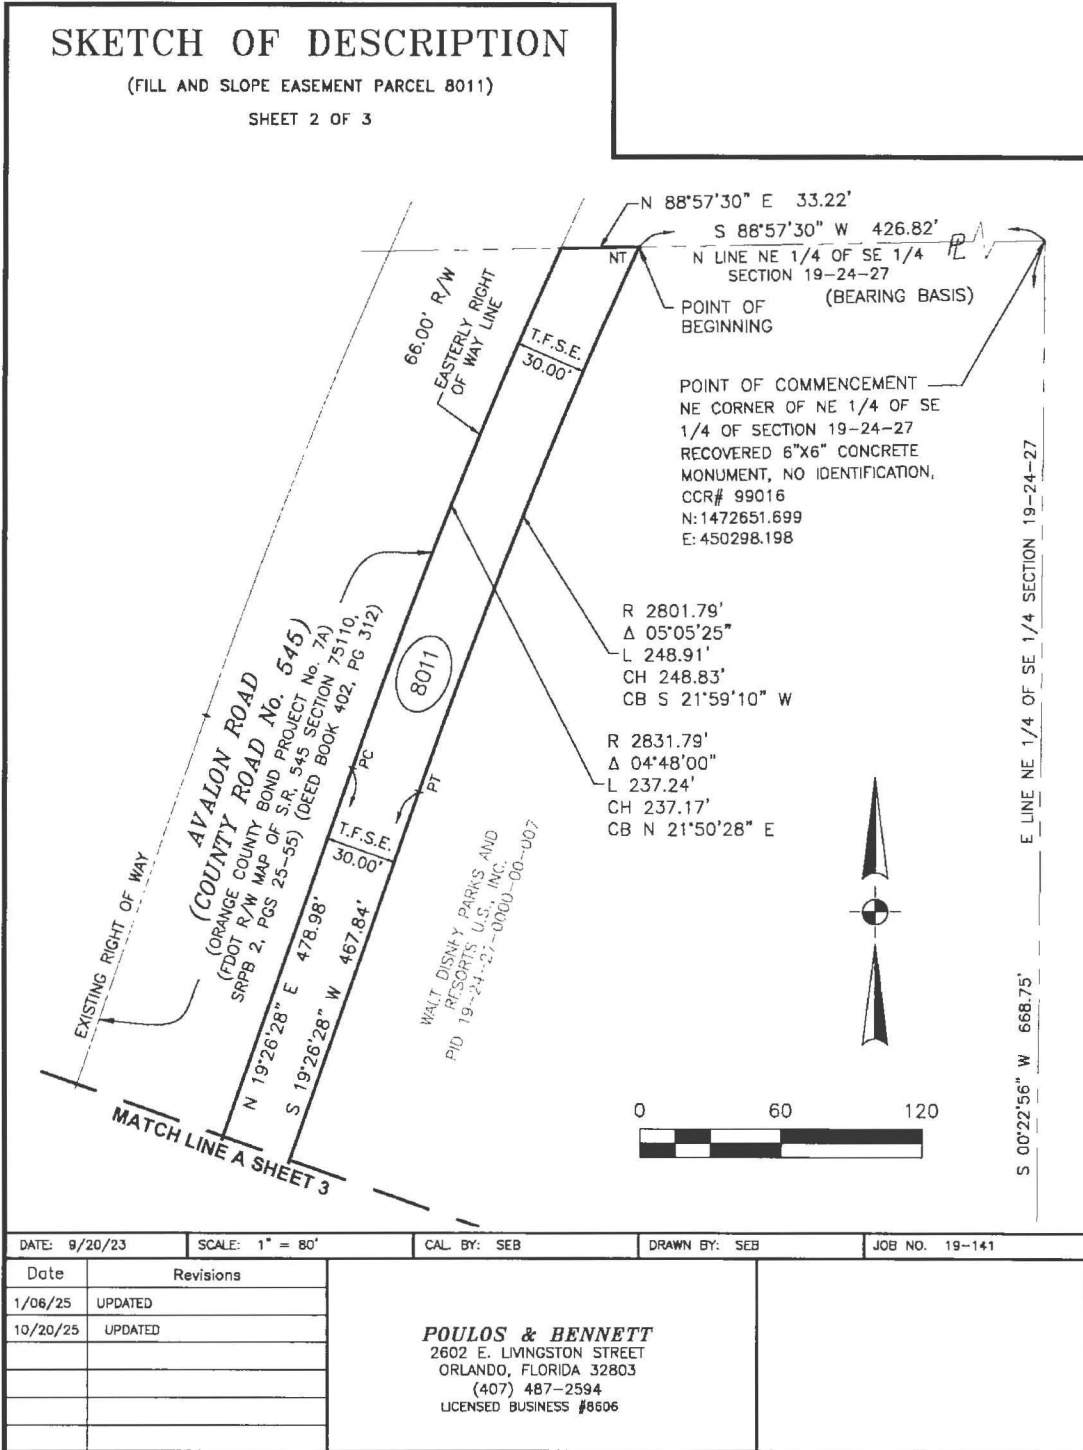 SKETCH OF DESCRIPTION
(FILL AND SLOPE EASEMENT PARCEL 8011)
SHEET 2 OF 3
N 88°57'30" E 33.22'
S 88°57'30" W 426.82'
PL
N LINE NE 1/4 OF SE 1/4
SECTION 19-24-27
(BEARING BASIS)
NT
POINT OF
BEGINNING
66.00' R/W
EASTERLY RIGHT
OF WAY LINE
T.F.S.E.
30.00'
POINT OF COMMENCEMENT
NE CORNER OF NE 1/4 OF SE
1/4 OF SECTION 19-24-27
RECOVERED 6"X6" CONCRETE
MONUMENT, NO IDENTIFICATION,
CCR# 99016
N:1472651.699
E:450298.198
E LINE NE 1/4 OF SE 1/4 SECTION 19-24-27
S 00°22'56" W 668.75'
R 2801.79'
Δ 05°05'25"
L 248.91'
CH 248.83'
CB S 21°59'10" W
R 2831.79'
Δ 04°48'00"
L 237.24'
CH 237.17'
CB N 21°50'28" E
8011
AVALON ROAD
(COUNTY ROAD No. 545)
(ORANGE COUNTY BOND PROJECT No. 7A)
(FDOT R/W MAP OF S.R. 545 SECTION 75110,
SRPB 2, PGS 25-55) (DEED BOOK 402, PG 312)
PC
PT
T.F.S.E.
30.00'
EXISTING RIGHT OF WAY
N 19°26'28" E 478.98'
S 19°26'28" W 467.84'
WALT DISNEY PARKS AND
RESORTS U.S., INC.
PID 19-24-27-0000-00-007
MATCH LINE A SHEET 3
0 60 120
DATE: 9/20/23
SCALE: 1" = 80'
CAL. BY: SEB
DRAWN BY: SEB
JOB NO. 19-141
Date Revisions
1/06/25 UPDATED
10/20/25 UPDATED
POULOS & BENNETT
2602 E. LIVINGSTON STREET
ORLANDO, FLORIDA 32803
(407) 487-2594
LICENSED BUSINESS #8606